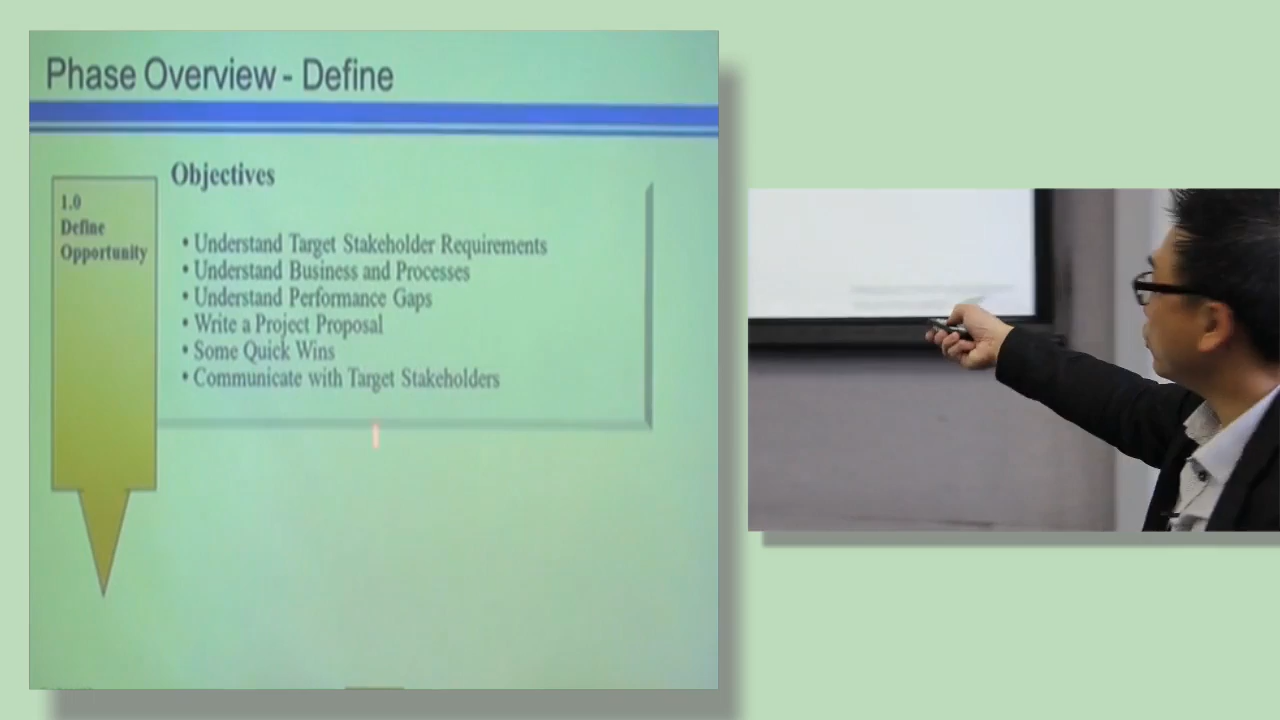 Phase Overview - Define
Objectives
1.0
Define
Opportunity
• Understand Target Stakeholder Requirements
• Understand Business and Processes
• Understand Performance Gaps
• Write a Project Proposal
• Some Quick Wins
• Communicate with Target Stakeholders